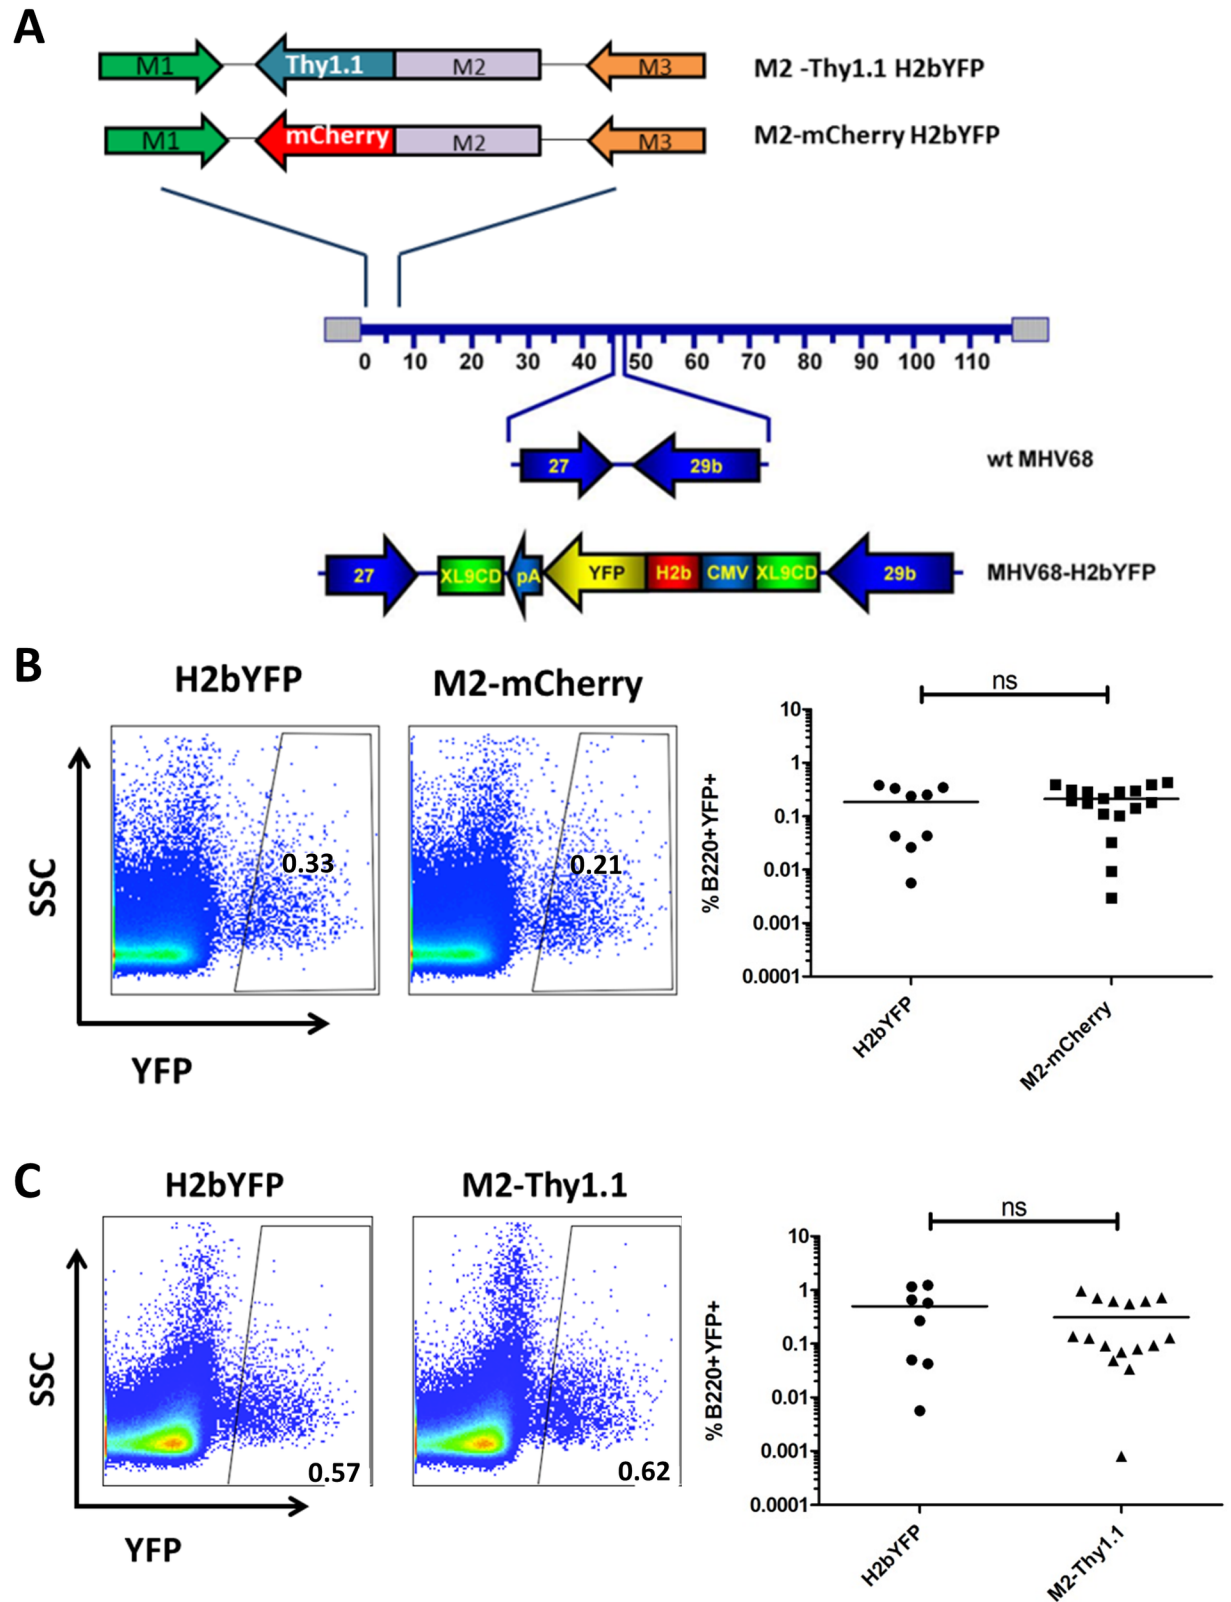 A
M1 Thy1.1 M2 M3 M2 -Thy1.1 H2bYFP
M1 mCherry M2 M3 M2-mCherry H2bYFP
0 10 20 30 40 50 60 70 80 90 100 110
27 29b wt MHV68
27 XL9CD pA YFP H2b CMV XL9CD 29b MHV68-H2bYFP
B
H2bYFP M2-mCherry
SSC
0.33
0.21
YFP
ns
%B220+YFP+
10
1
0.1
0.01
0.001
0.0001
H2bYFP
M2-mCherry
C
H2bYFP M2-Thy1.1
SSC
0.57
0.62
YFP
ns
%B220+YFP+
10
1
0.1
0.01
0.001
0.0001
H2bYFP
M2-Thy1.1